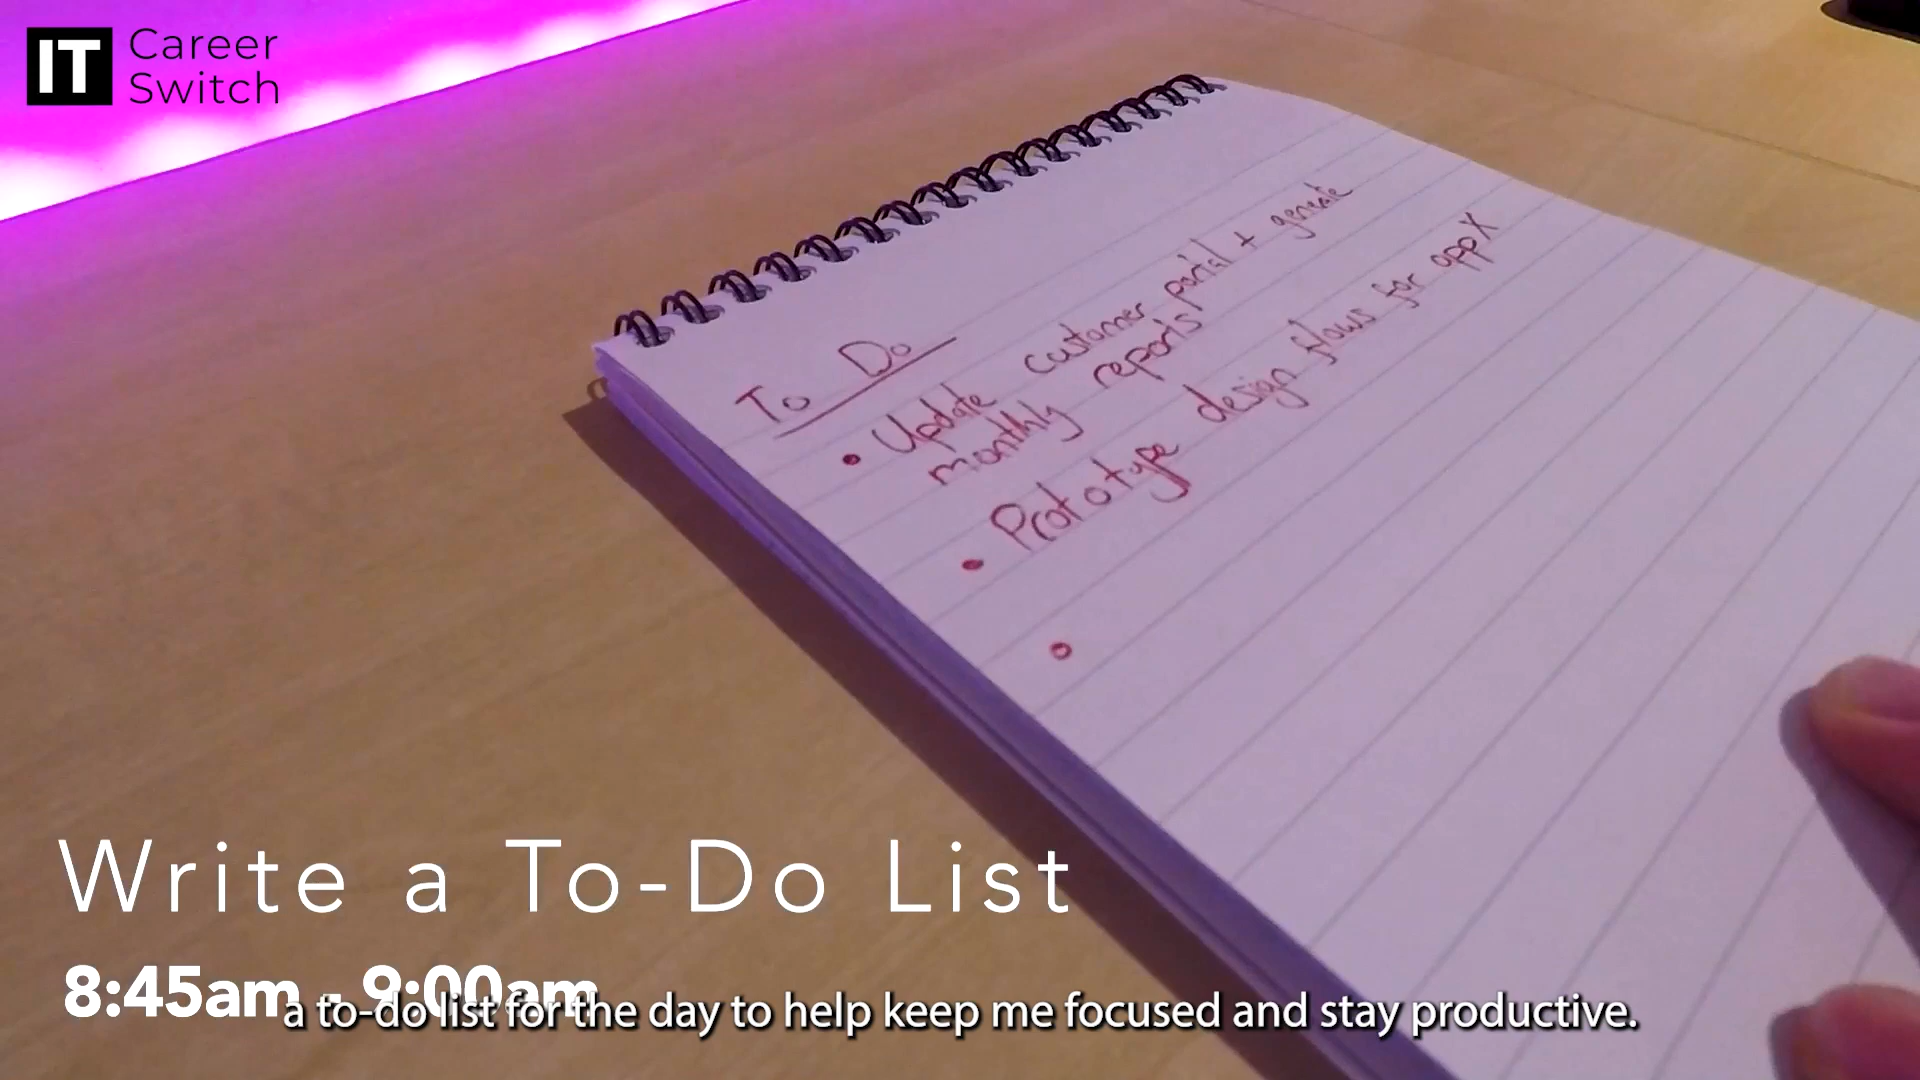 IT Career
Switch
To Do
• Update customer portal + generate
monthly reports
• Prototype design flows for appX
•
Write a To-Do List
8:45am - 9:00am
a to-do list for the day to help keep me focused and stay productive.